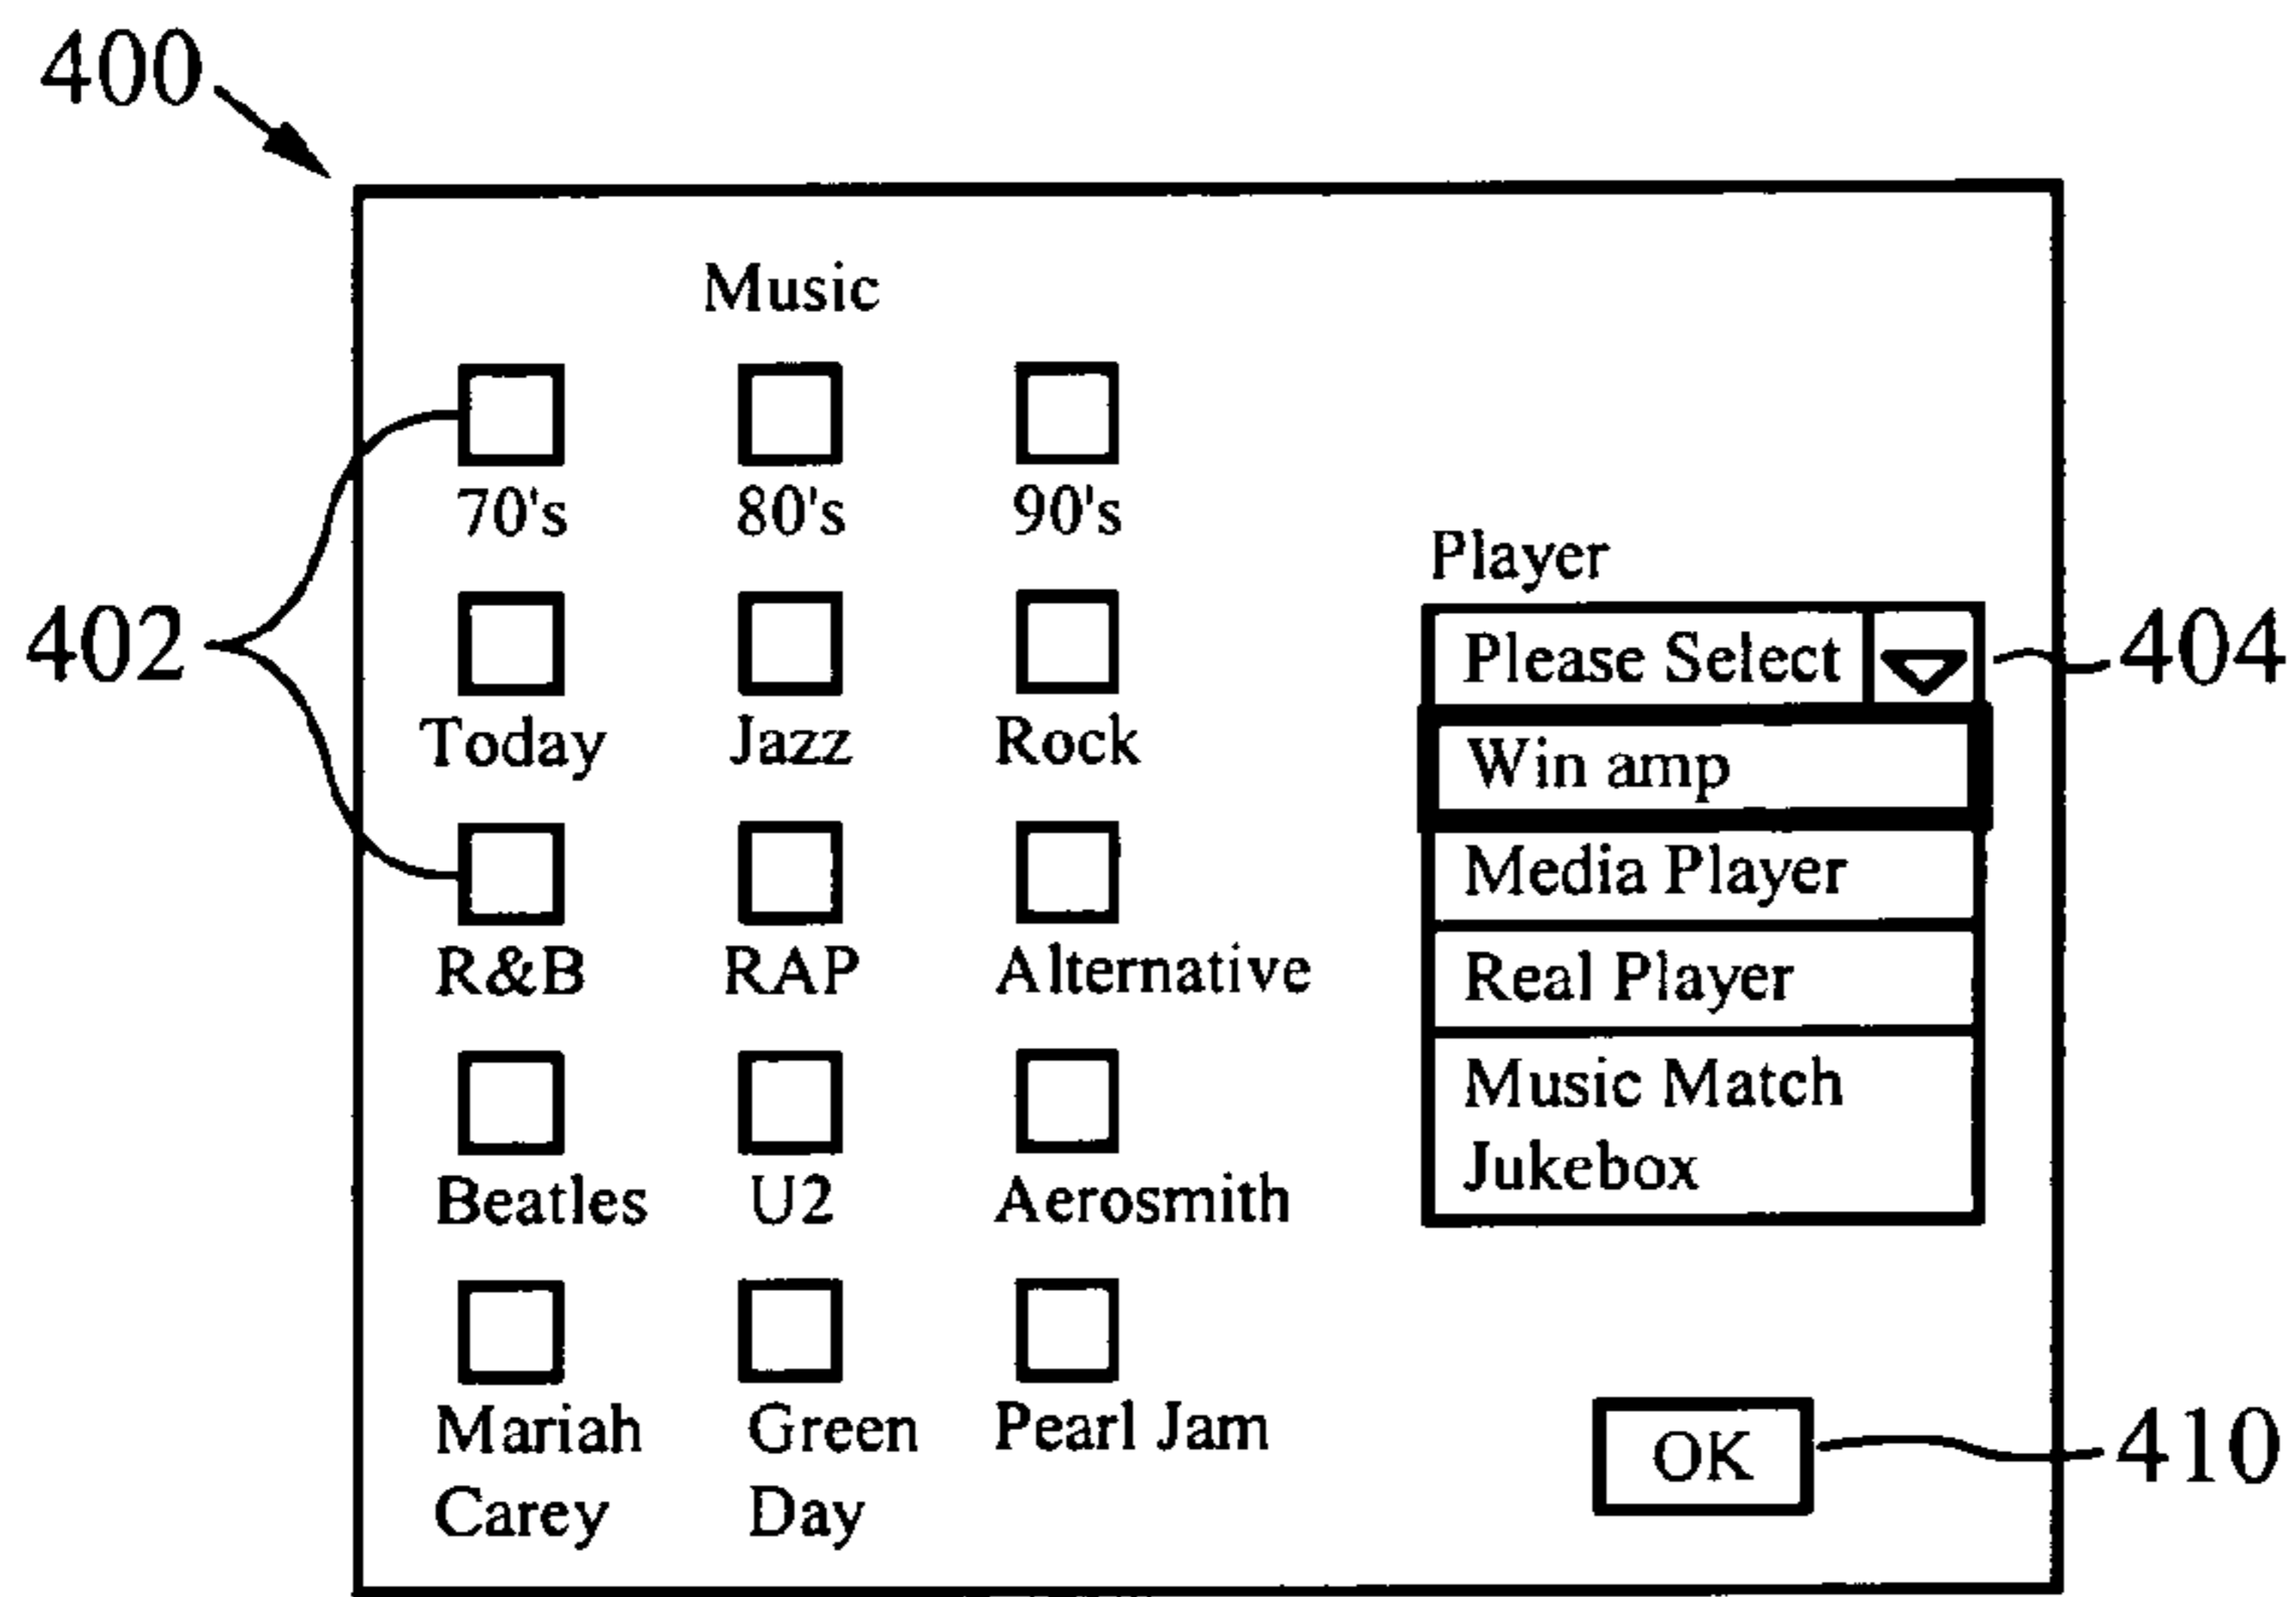 400
Music
70's 80's 90's
Player
402
Please Select
404
Today Jazz Rock
Win amp
Media Player
R&B RAP Alternative
Real Player
Music Match
Jukebox
Beatles U2 Aerosmith
Mariah
Carey
Green
Day
Pearl Jam
OK
410